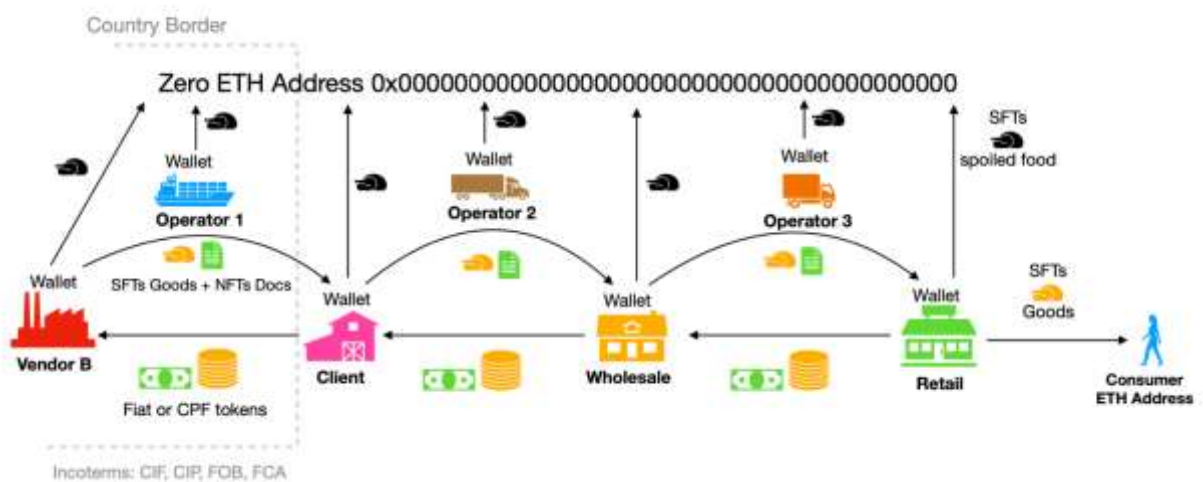 Country Border
Zero ETH Address 0x0000000000000000000000000000000000000000
SFTs
spoiled food
Wallet
Operator 1
Wallet
Operator 2
Wallet
Operator 3
SFTs Goods + NFTs Docs
Wallet
Vendor B
Wallet
Client
Wallet
Wholesale
Wallet
Retail
SFTs
Goods
Consumer
ETH Address
Fiat or CPF tokens
Incoterms: CIF, CIP, FOB, FCA